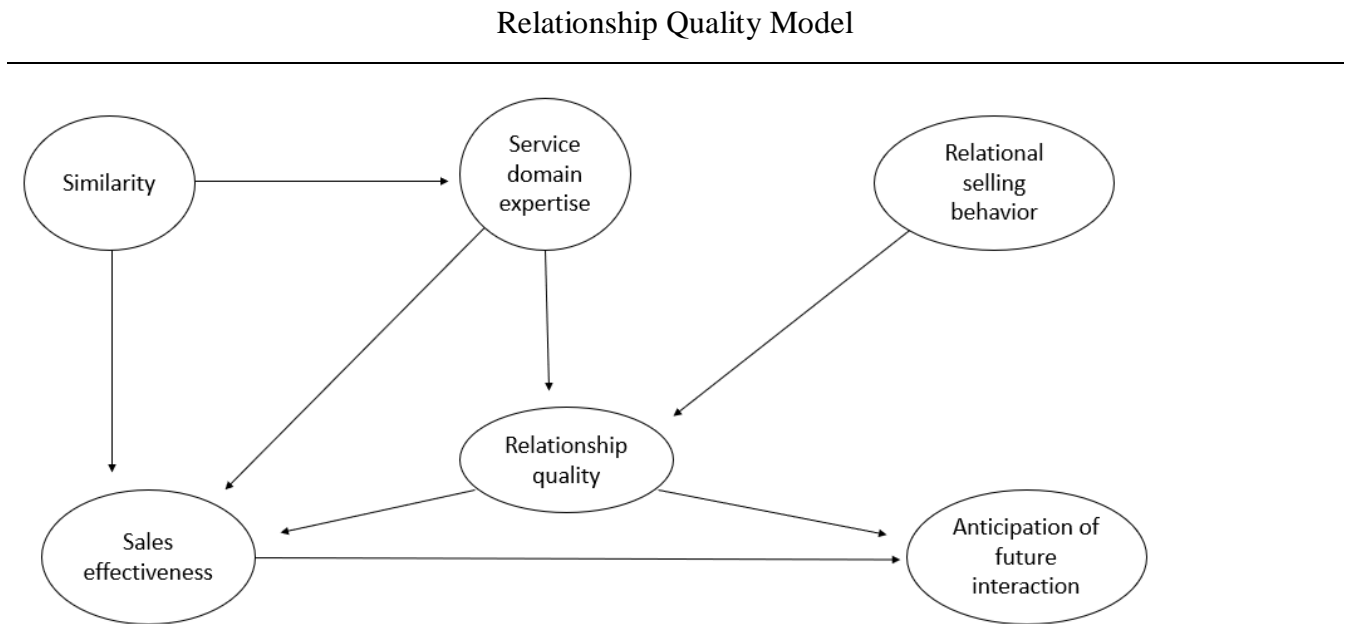 Relationship Quality Model
Similarity
Service
domain
expertise
Relational
selling
behavior
Relationship
quality
Sales
effectiveness
Anticipation of
future
interaction